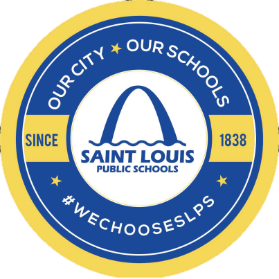 OUR CITY ★ OUR SCHOOLS
SINCE 1838
SAINT LOUIS
PUBLIC SCHOOLS
#WECHOOSESLPS